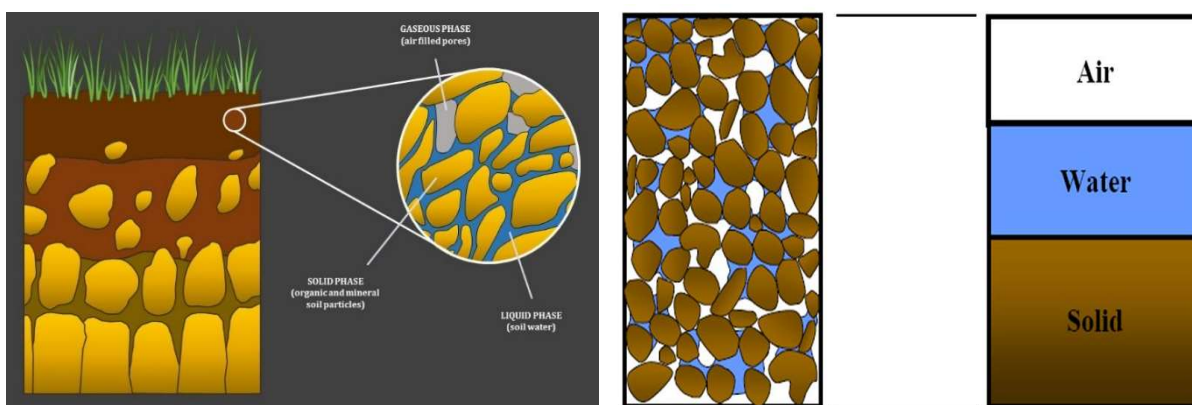 GASEOUS PHASE
(air filled pores)
SOLID PHASE
(organic and mineral
soil particles)
LIQUID PHASE
(soil water)
Air
Water
Solid